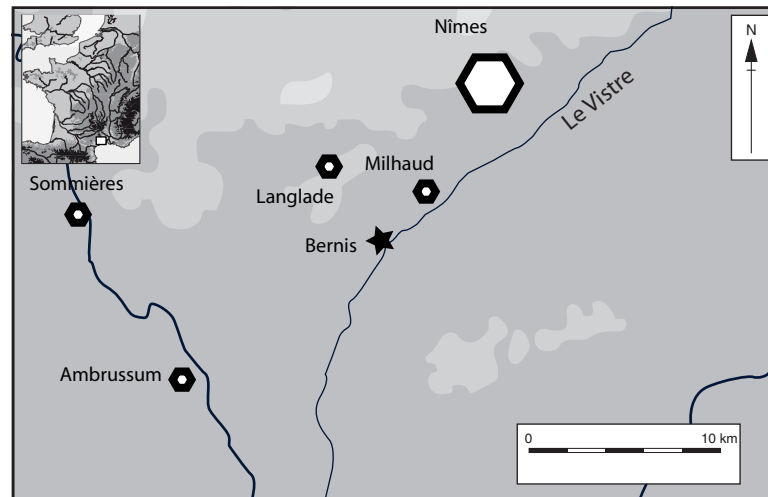 Nîmes
N
Le Vistre
Milhaud
Langlade
Sommières
Bernis
Ambrussum
0 10 km